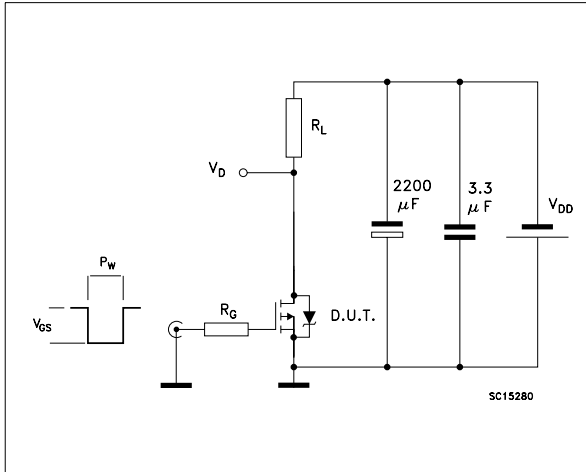 R_L
V_D
2200
μF
3.3
μF
V_DD
P_W
V_GS
R_G
D.U.T.
SC15280